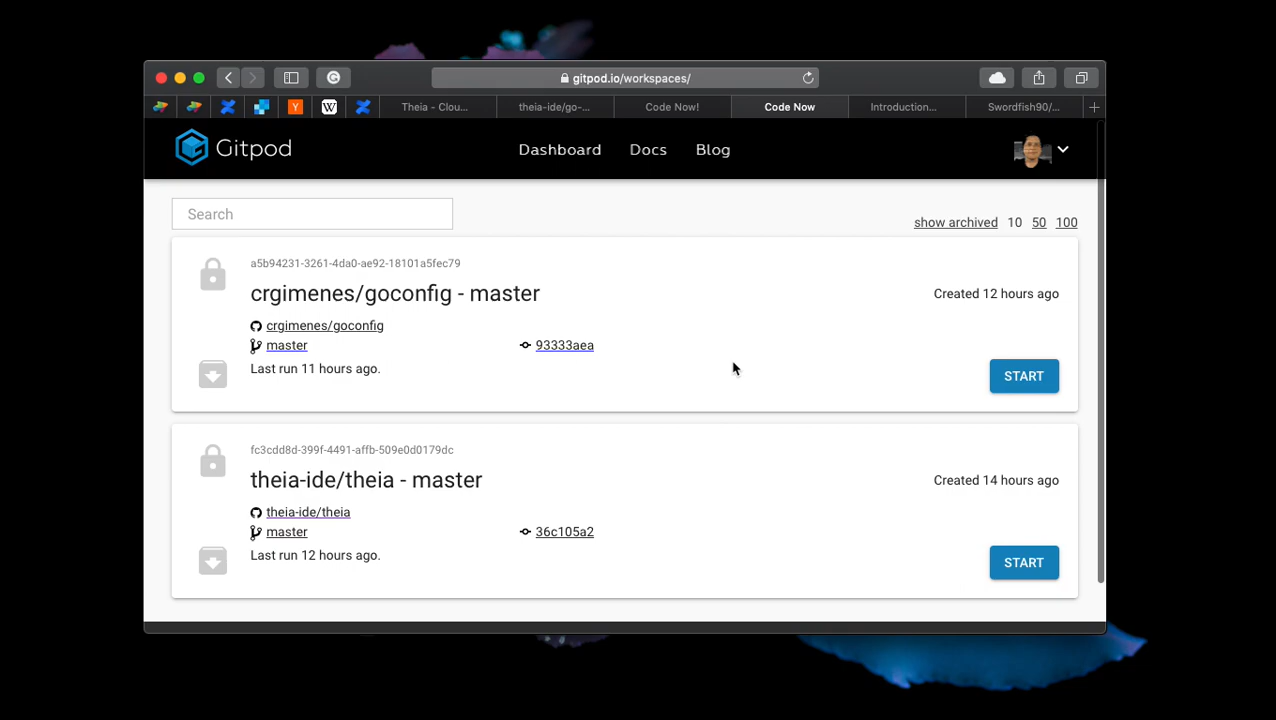 gitpod.io/workspaces/
Theia - Clou...
theia-ide/go-...
Code Now!
Code Now
Introduction...
Swordfish90/...
Gitpod
Dashboard
Docs
Blog
Search
show archived 10 50 100
a5b94231-3261-4da0-ae92-18101a5fec79
crgimenes/goconfig - master
Created 12 hours ago
crgimenes/goconfig
master
93333aea
Last run 11 hours ago.
START
fc3cdd8d-399f-4491-affb-509e0d0179dc
theia-ide/theia - master
Created 14 hours ago
theia-ide/theia
master
36c105a2
Last run 12 hours ago.
START